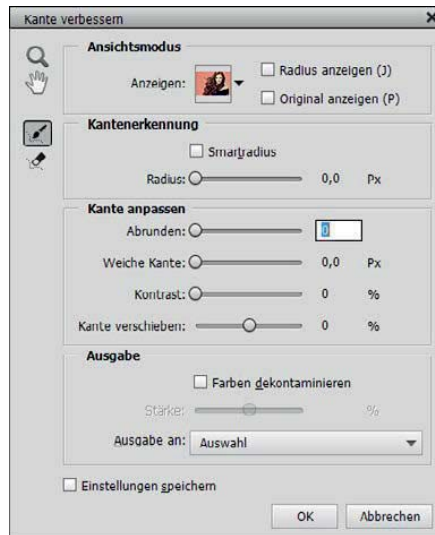 Kante verbessern
Ansichtsmodus
Anzeigen:
Radius anzeigen (J)
Original anzeigen (P)
Kantenerkennung
Smartradius
Radius: 0,0 Px
Kante anpassen
Abrunden: 0
Weiche Kante: 0,0 Px
Kontrast: 0 %
Kante verschieben: 0 %
Ausgabe
Farben dekontaminieren
Stärke: %
Ausgabe an: Auswahl
Einstellungen speichern
OK Abbrechen